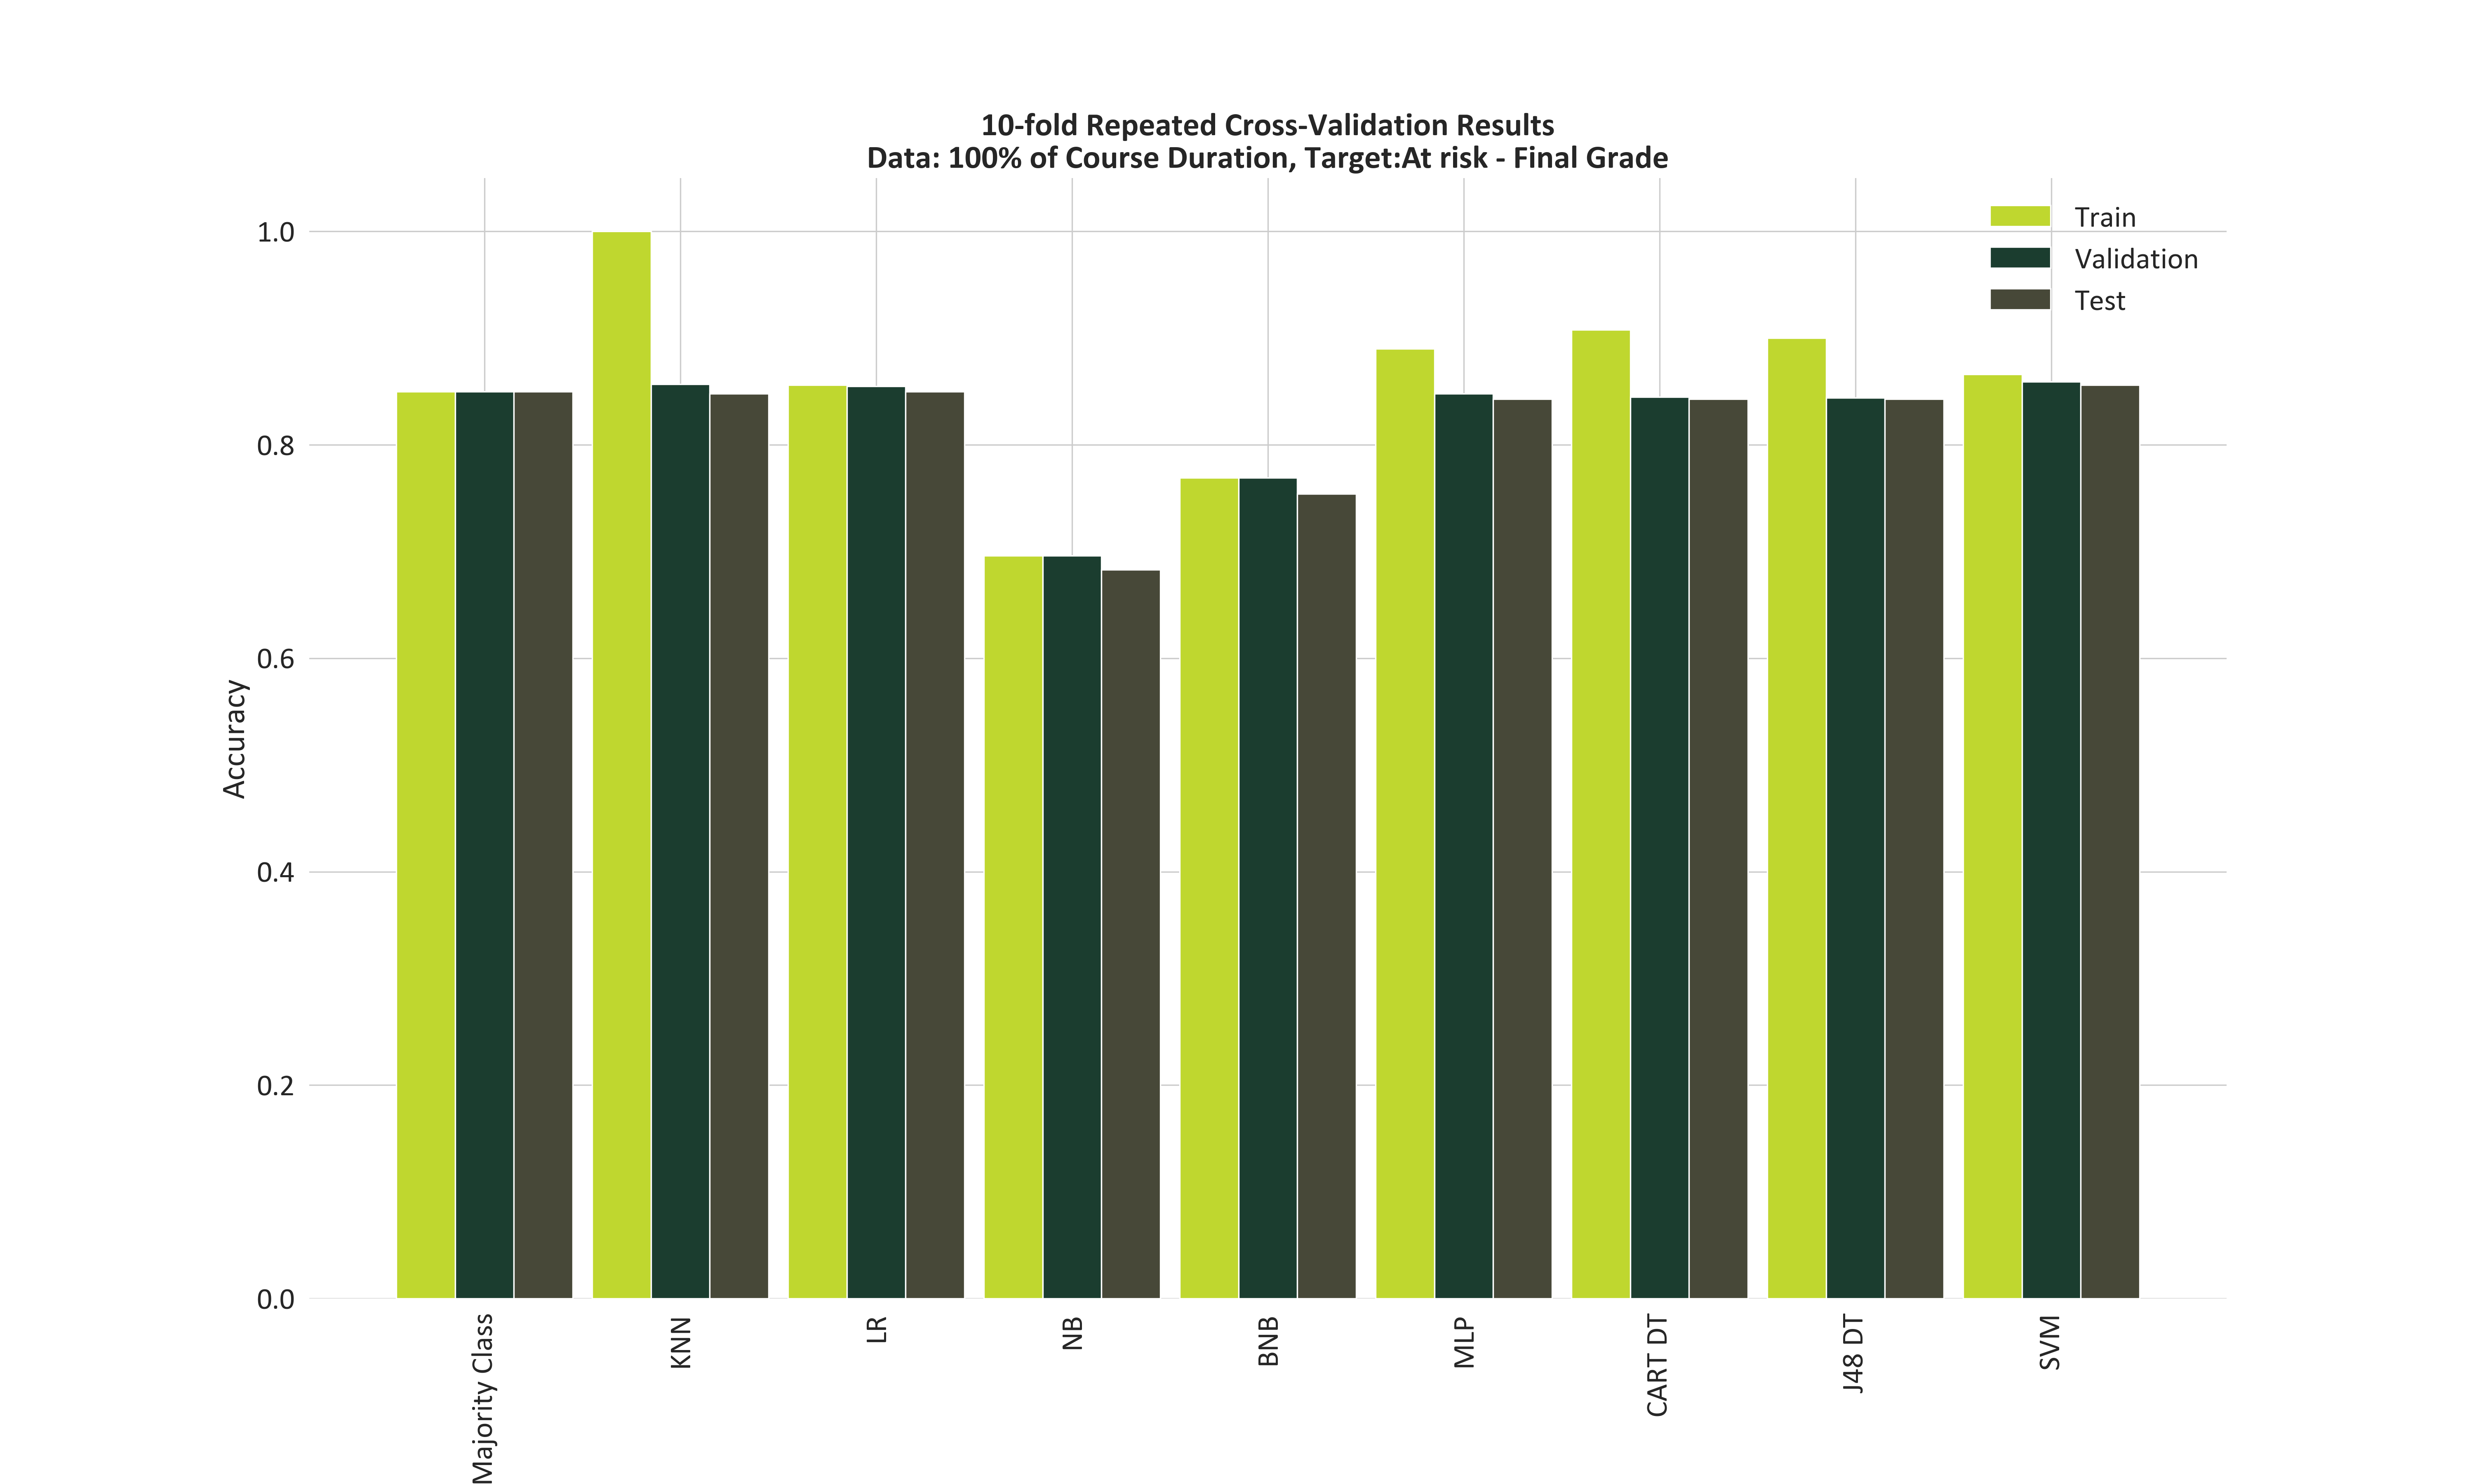 10-fold Repeated Cross-Validation Results
Data: 100% of Course Duration, Target:At risk - Final Grade
Train
Validation
Test
Accuracy
1.0
0.8
0.6
0.4
0.2
0.0
Majority Class
KNN
LR
NB
BNB
MLP
CART DT
J48 DT
SVM